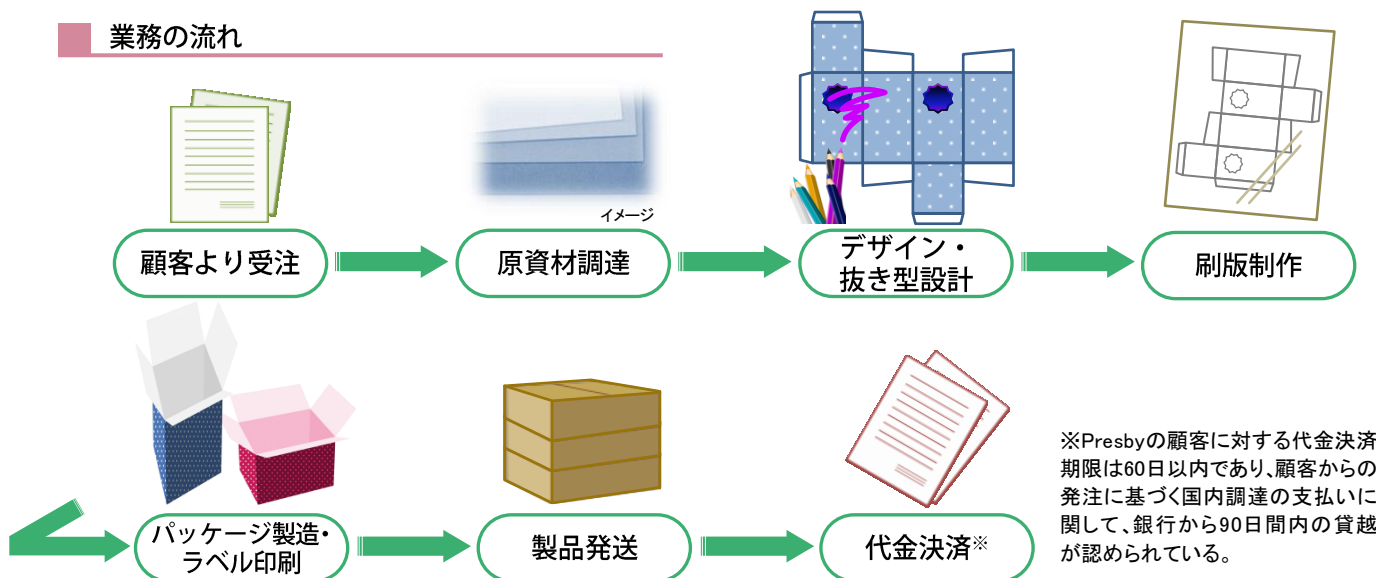 業務の流れ
イメージ
顧客より受注
原資材調達
デザイン・
抜き型設計
刷版制作
パッケージ製造・
ラベル印刷
製品発送
代金決済※
※Presbyの顧客に対する代金決済
期限は60日以内であり、顧客からの
発注に基づく国内調達の支払いに
関して、銀行から90日間内の貸越
が認められている。